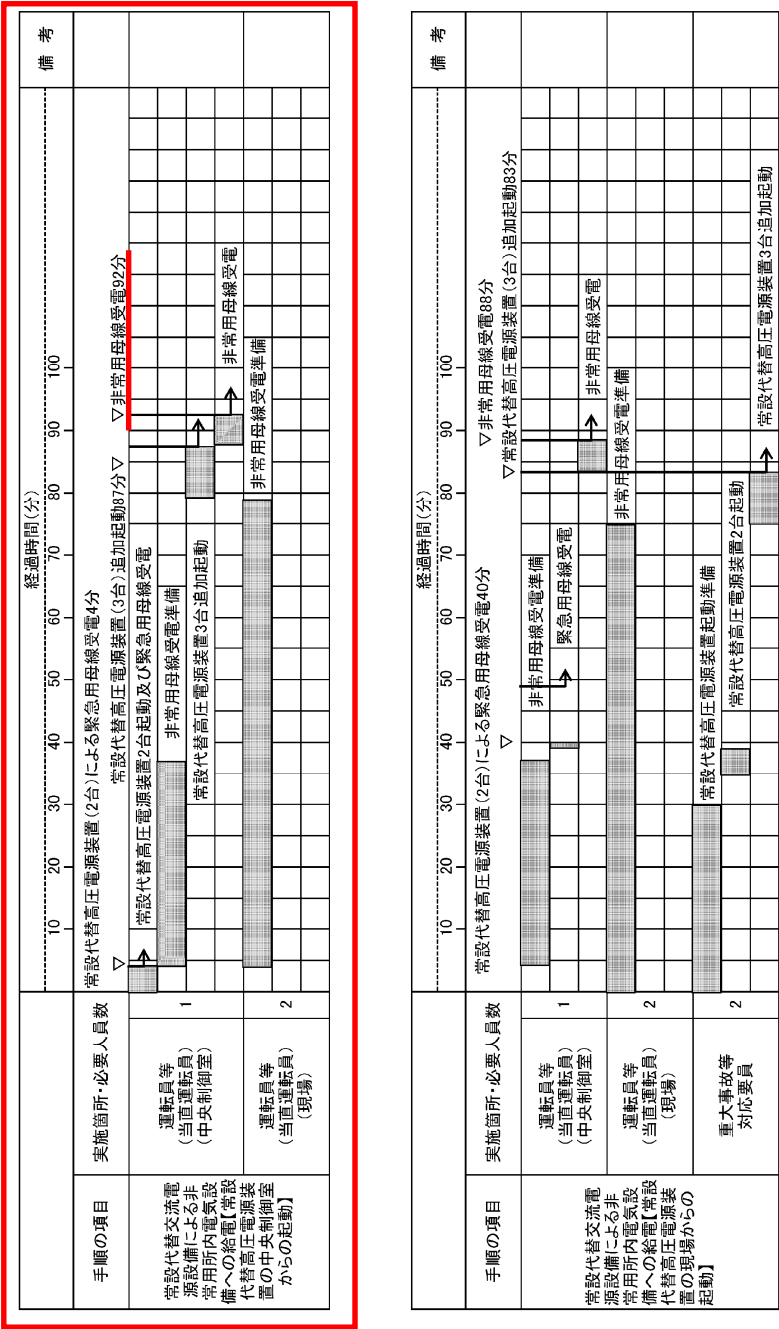 手順の項目
実施箇所・必要人員数
経過時間(分)
備 考
10
20
30
40
50
60
70
80
90
100
常設代替交流電
源設備による非
常用所内電気設
備への給電【常設
代替高圧電源装
置の中央制御室
からの起動】
運転員等
(当直運転員)
(中央制御室)
1
運転員等
(当直運転員)
(現場)
2
常設代替高圧電源装置(2台)による緊急用母線受電4分
▽
常設代替高圧電源装置(3台)追加起動87分▽
▽非常用母線受電92分
常設代替高圧電源装置2台起動及び緊急用母線受電
非常用母線受電準備
常設代替高圧電源装置3台追加起動
非常用母線受電
非常用母線受電準備
手順の項目
実施箇所・必要人員数
経過時間(分)
備 考
10
20
30
40
50
60
70
80
90
100
常設代替交流電
源設備による非
常用所内電気設
備への給電【常設
代替高圧電源装
置の現場からの
起動】
運転員等
(当直運転員)
(中央制御室)
1
運転員等
(当直運転員)
(現場)
2
重大事故等
対応要員
2
常設代替高圧電源装置(2台)による緊急用母線受電40分
▽
▽非常用母線受電88分
▽常設代替高圧電源装置(3台)追加起動83分
非常用母線受電準備
緊急用母線受電
非常用母線受電
非常用母線受電準備
常設代替高圧電源装置起動準備
常設代替高圧電源装置2台起動
常設代替高圧電源装置3台追加起動